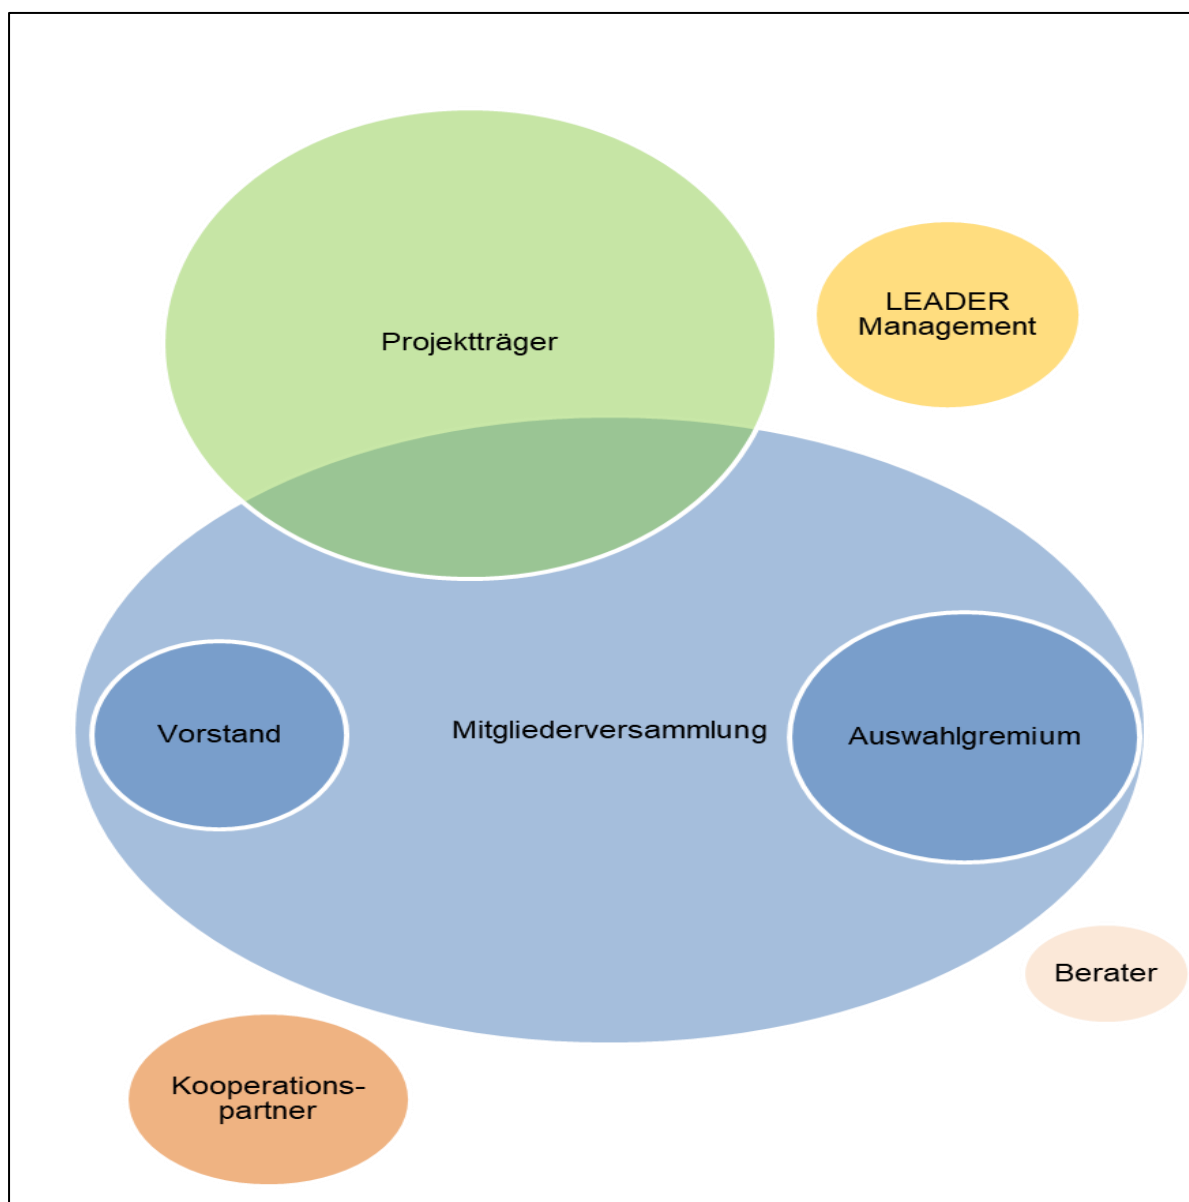 LEADER
Management
Projektträger
Vorstand
Mitgliederversammlung
Auswahlgremium
Berater
Kooperations-
partner